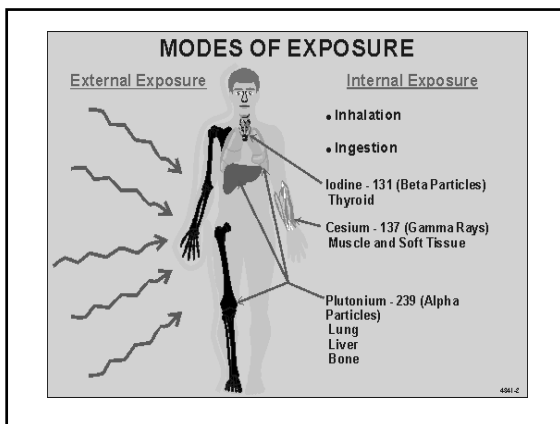 MODES OF EXPOSURE
External Exposure
Internal Exposure
• Inhalation
• Ingestion
Iodine - 131 (Beta Particles)
Thyroid
Cesium - 137 (Gamma Rays)
Muscle and Soft Tissue
Plutonium - 239 (Alpha
Particles)
Lung
Liver
Bone
4841-2